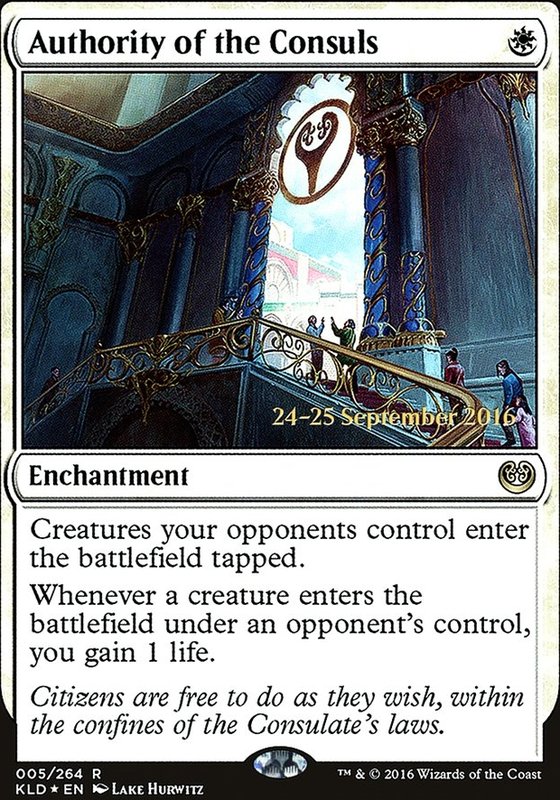 Authority of the Consuls
24–25 September 2016
Enchantment
Creatures your opponents control enter
the battlefield tapped.
Whenever a creature enters the
battlefield under an opponent's control,
you gain 1 life.
Citizens are free to do as they wish, within
the confines of the Consulate's laws.
005/264 R
KLD ★ EN Lake Hurwitz
™ & © 2016 Wizards of the Coast